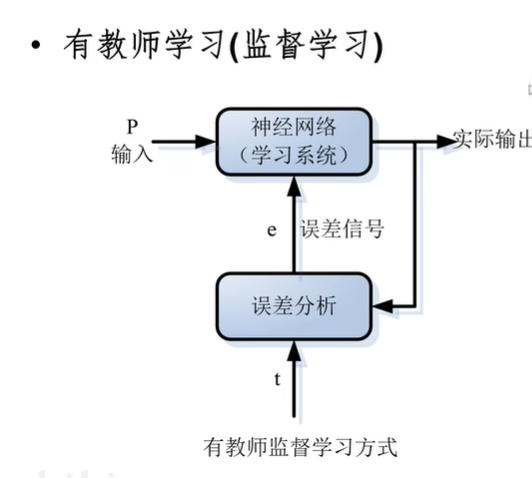 • 有教师学习(监督学习)
P
输入
神经网络
（学习系统）
实际输出
e
误差信号
误差分析
t
有教师监督学习方式